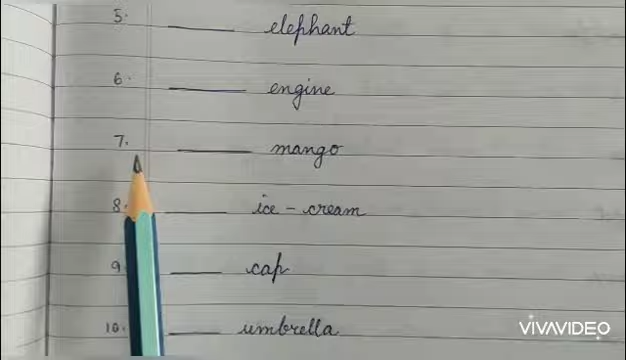 5. ______ elephant
6. ______ engine
7. ______ mango
8. ______ ice - cream
9. ______ cap
10. ______ umbrella
VIVAVIDEO